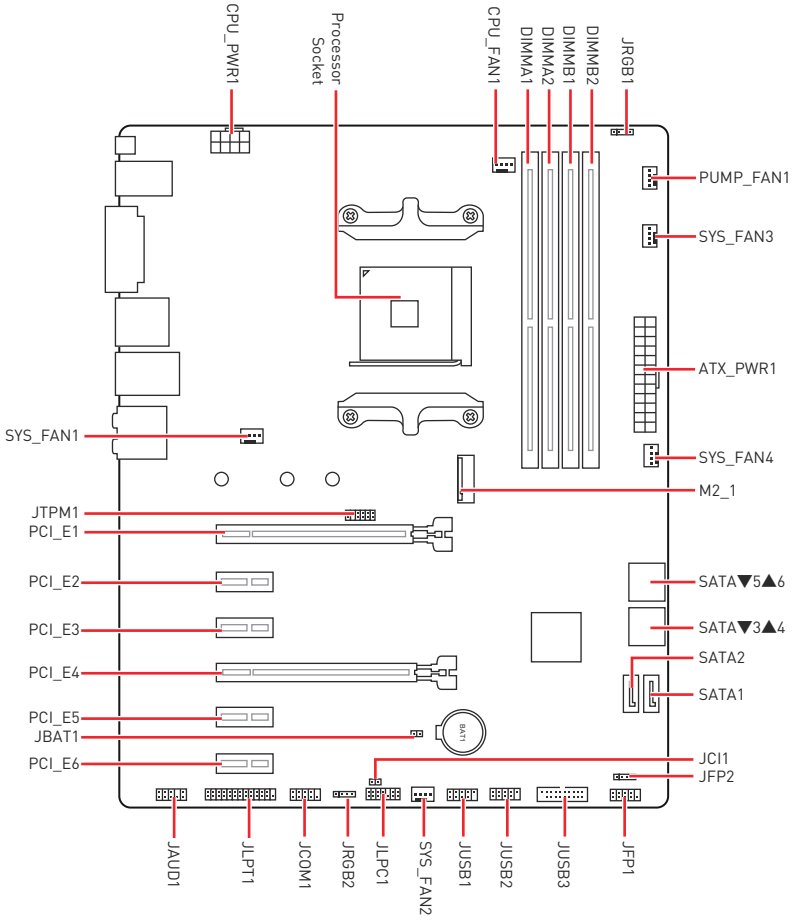 CPU_PWR1
Processor
Socket
CPU_FAN1
DIMMA1
DIMMA2
DIMMB1
DIMMB2
JRGB1
PUMP_FAN1
SYS_FAN3
ATX_PWR1
SYS_FAN1
SYS_FAN4
M2_1
JTPM1
PCI_E1
PCI_E2
SATA▼5▲6
PCI_E3
SATA▼3▲4
SATA2
PCI_E4
SATA1
PCI_E5
JBAT1
BAT1
PCI_E6
JCI1
JFP2
JAUD1
JLPT1
JCOM1
JRGB2
JLPC1
SYS_FAN2
JUSB1
JUSB2
JUSB3
JFP1